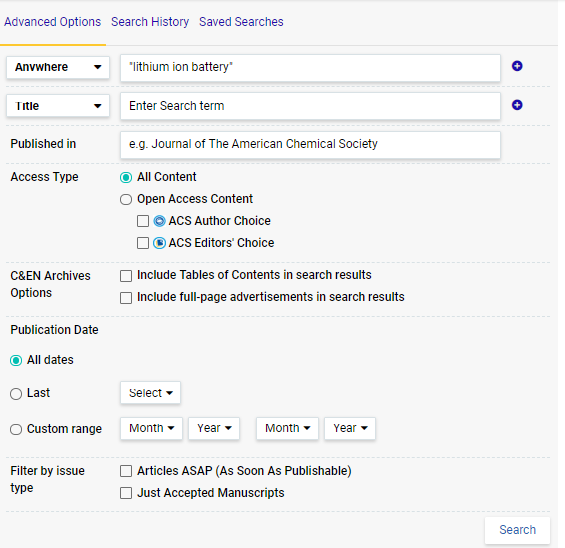 Advanced Options Search History Saved Searches
Anywhere "lithium ion battery"
Title Enter Search term
Published in e.g. Journal of The American Chemical Society
Access Type All Content
Open Access Content
ACS Author Choice
ACS Editors' Choice
C&EN Archives Options Include Tables of Contents in search results
Include full-page advertisements in search results
Publication Date
All dates
Last Select
Custom range Month Year Month Year
Filter by issue type Articles ASAP (As Soon As Publishable)
Just Accepted Manuscripts
Search